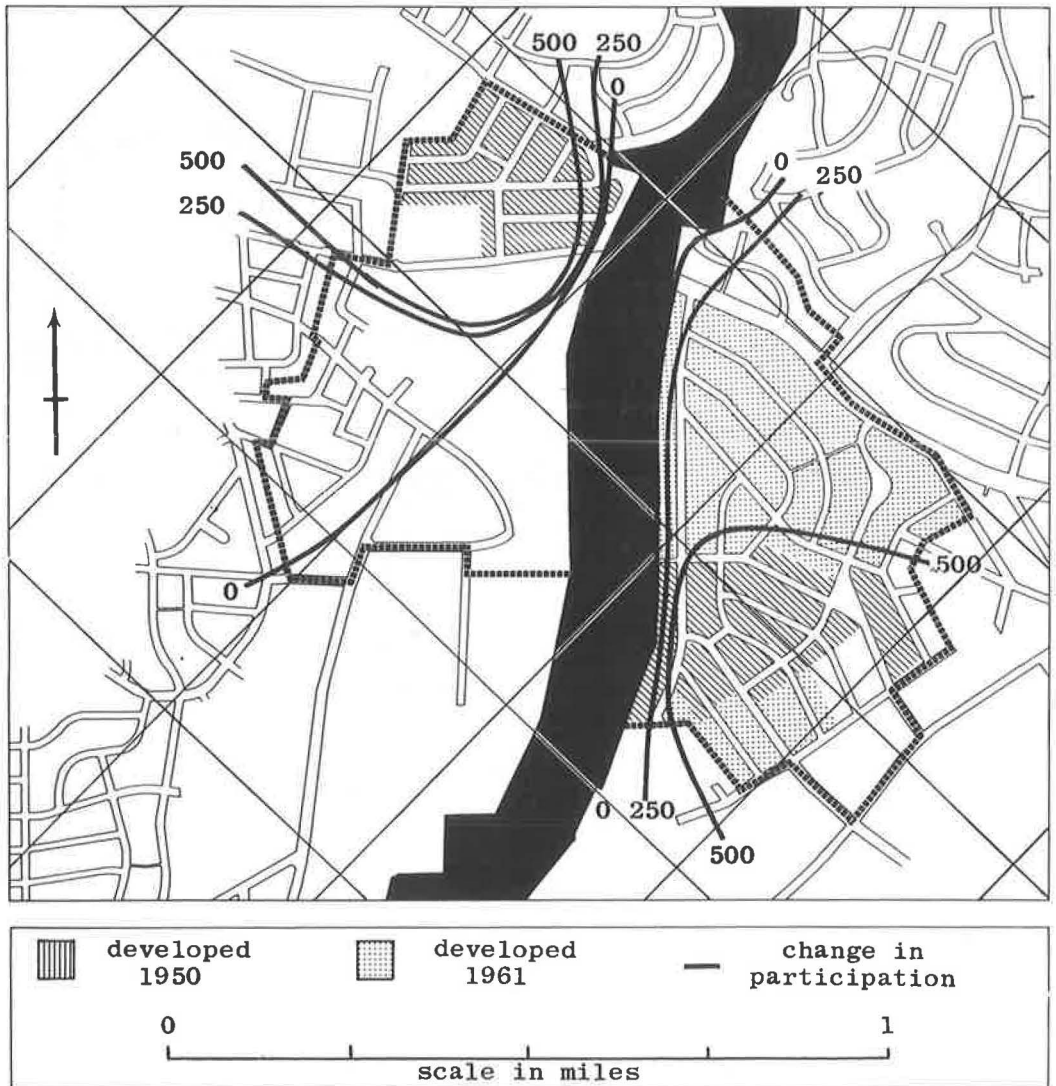 500 250
0
500
250
0 250
0
500
0 250
500
developed 1950
developed 1961
change in participation
0 1
scale in miles